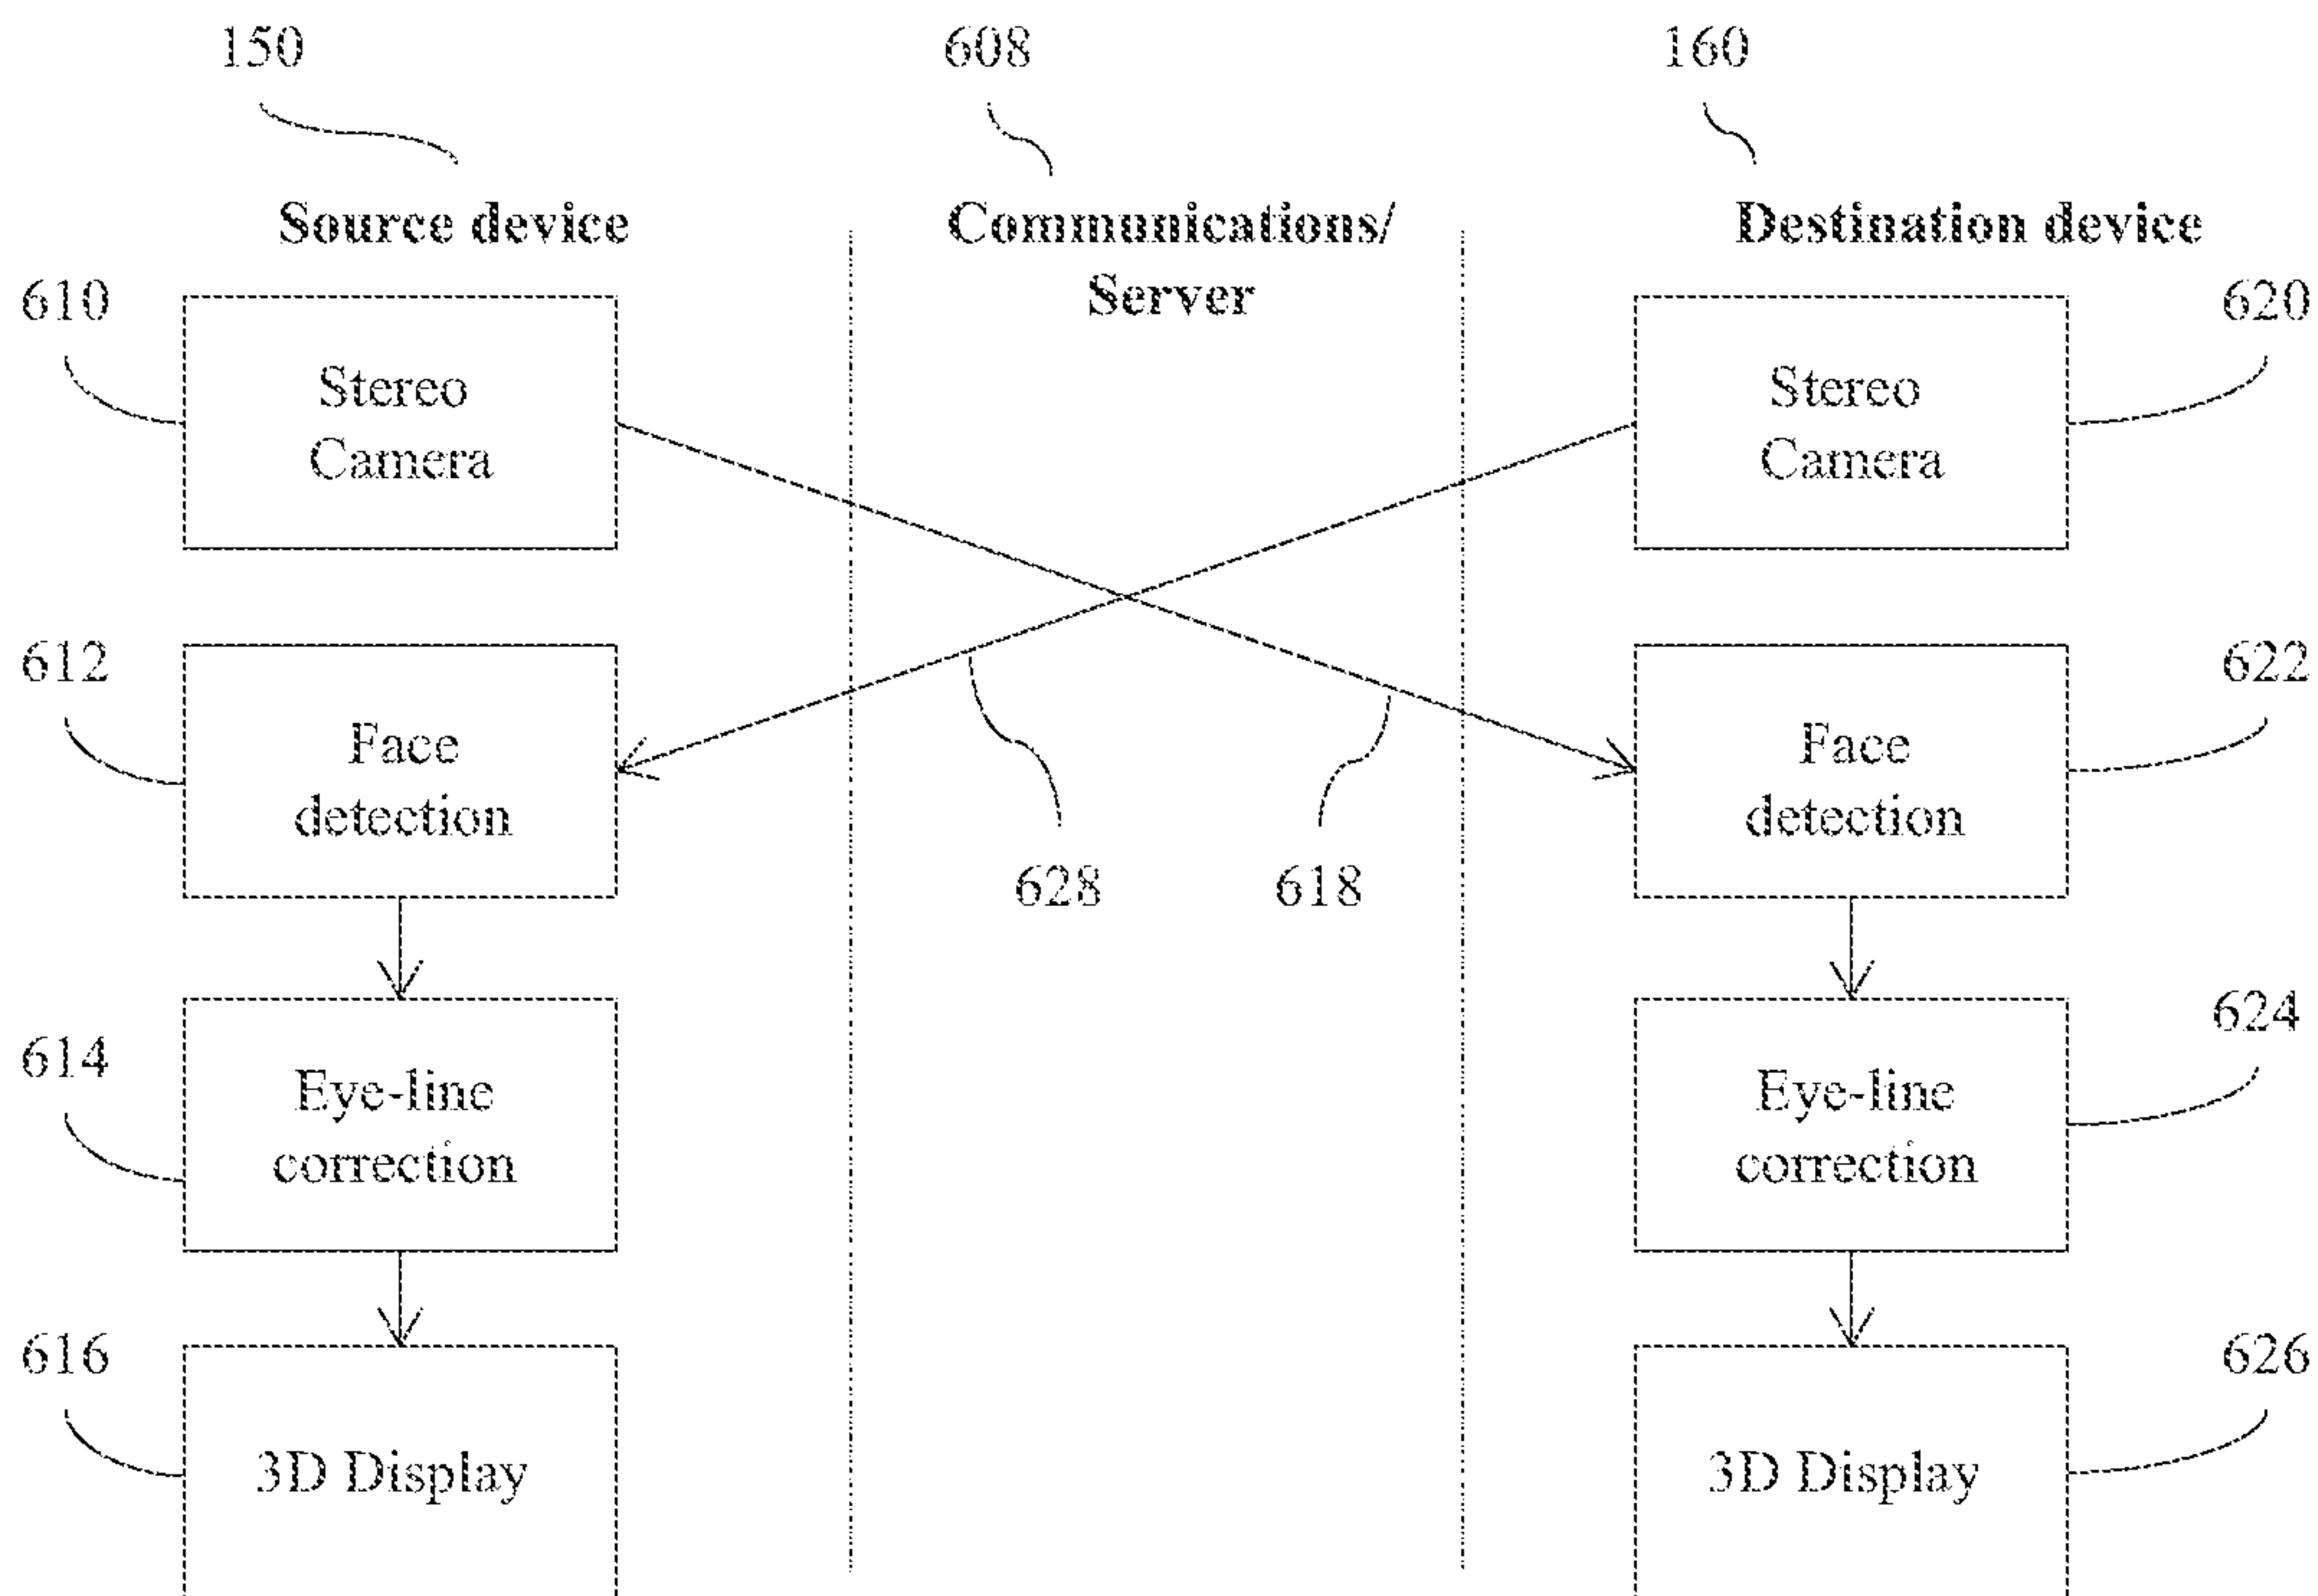 150
608
160
Source device
Communications/
Server
Destination device
610
Stereo
Camera
Stereo
Camera
620
612
Face
detection
Face
detection
622
628
618
614
Eye-line
correction
Eye-line
correction
624
616
3D Display
3D Display
626